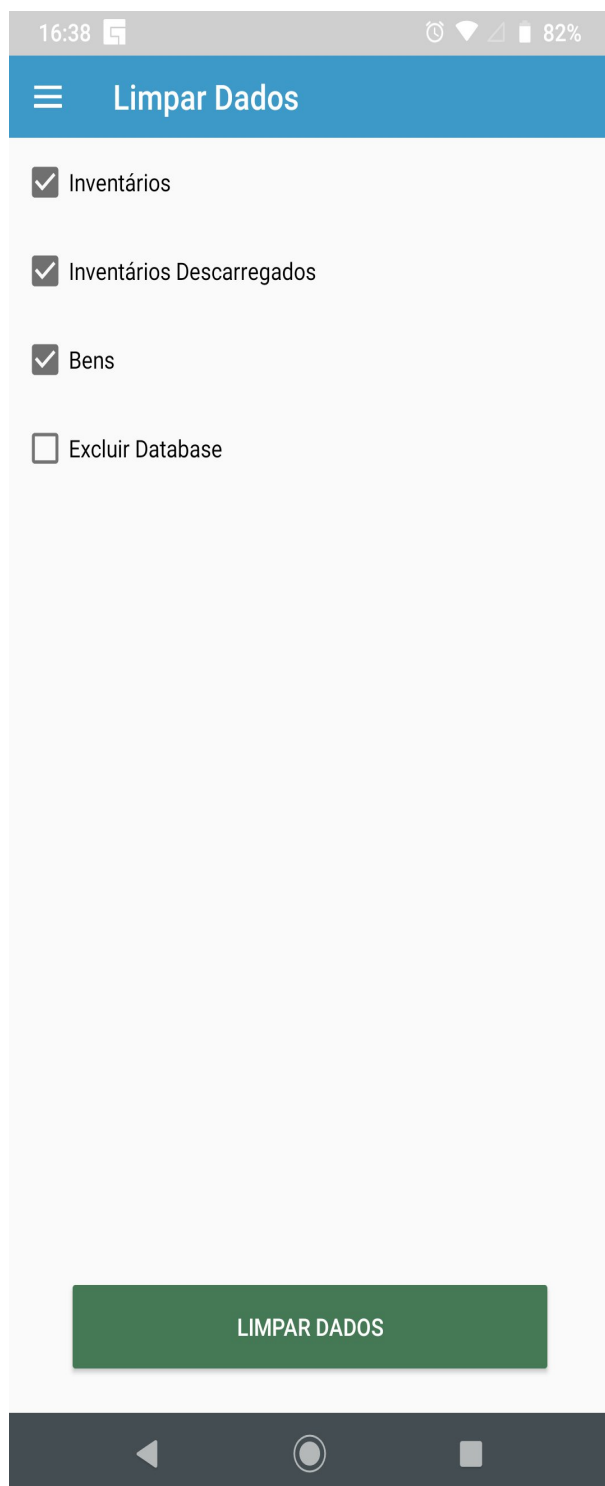 16:38 82%
Limpar Dados
Inventários
Inventários Descarregados
Bens
Excluir Database
LIMPAR DADOS